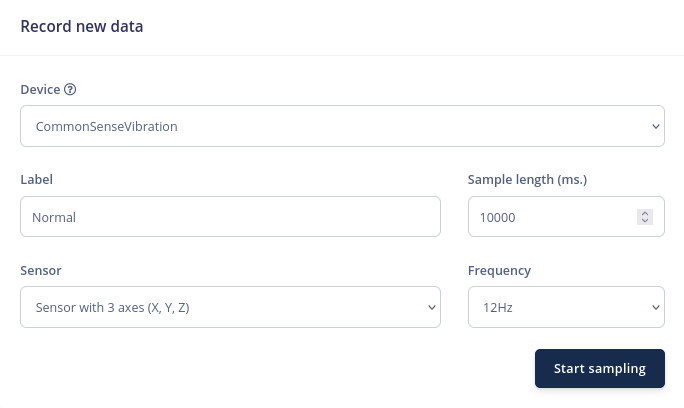 Record new data
Device ?
CommonSenseVibration
Label
Sample length (ms.)
Normal
10000
Sensor
Frequency
Sensor with 3 axes (X, Y, Z)
12Hz
Start sampling